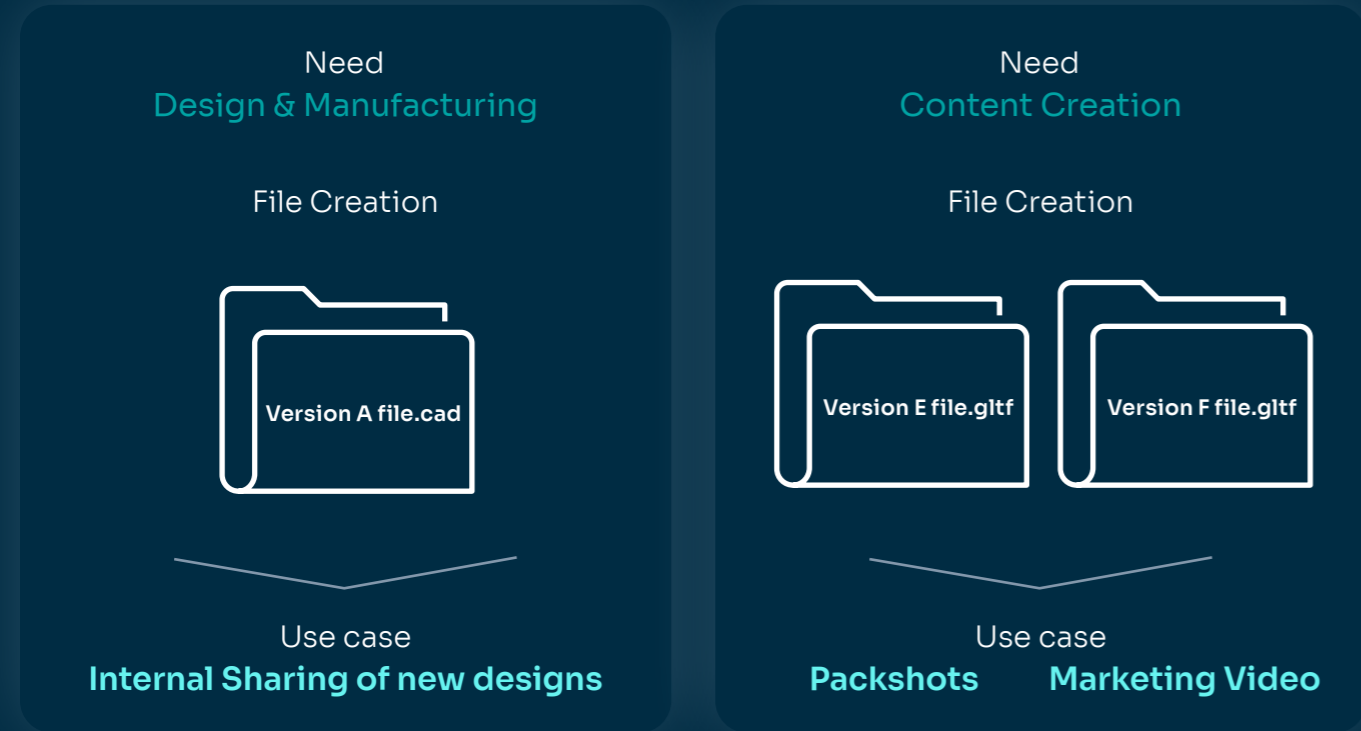 Need
Design & Manufacturing
File Creation
Version A file.cad
Use case
Internal Sharing of new designs
Need
Content Creation
File Creation
Version E file.gltf
Version F file.gltf
Use case
Packshots
Marketing Video